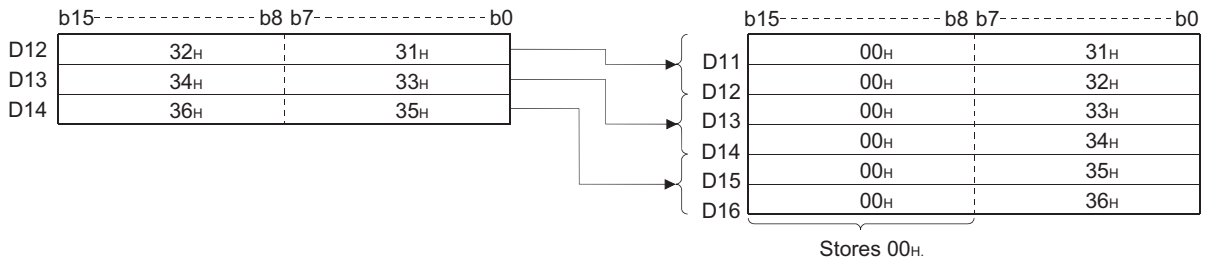 b15 b8 b7 b0
D12 32H 31H
D13 34H 33H
D14 36H 35H
b15 b8 b7 b0
D11 00H 31H
D12 00H 32H
D13 00H 33H
D14 00H 34H
D15 00H 35H
D16 00H 36H
Stores 00H.